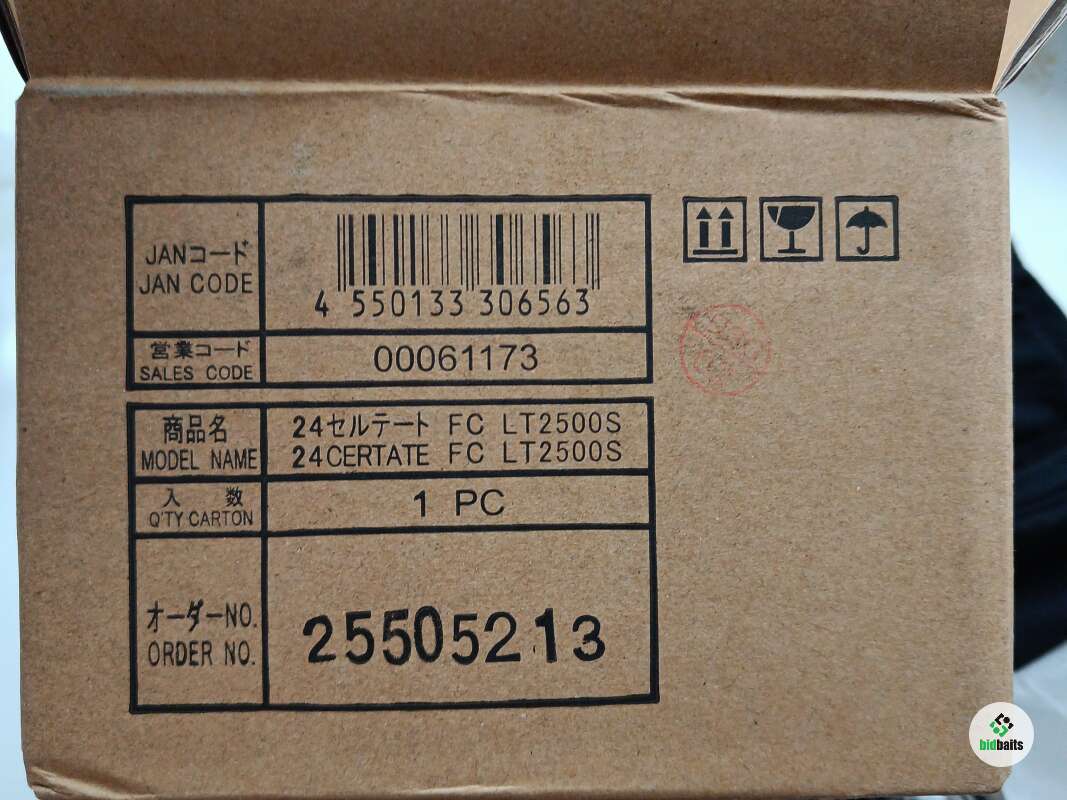 JANコード
JAN CODE
4 550133 306563
営業コード
SALES CODE
00061173
商品名
MODEL NAME
24セルテート FC LT2500S
24CERTATE FC LT2500S
入 数
Q'TY CARTON
1 PC
オーダーNO.
ORDER NO.
25505213
bidbaits